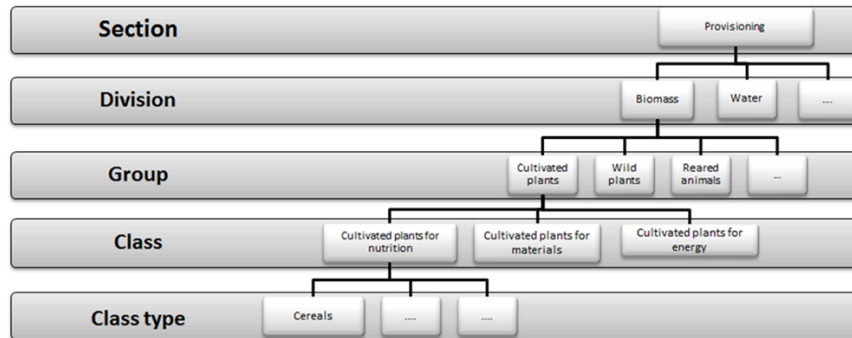 Section
Provisioning
Division
Biomass
Water
....
Group
Cultivated
plants
Wild
plants
Reared
animals
...
Class
Cultivated plants for
nutrition
Cultivated plants for
materials
Cultivated plants for
energy
Class type
Cereals
....
....